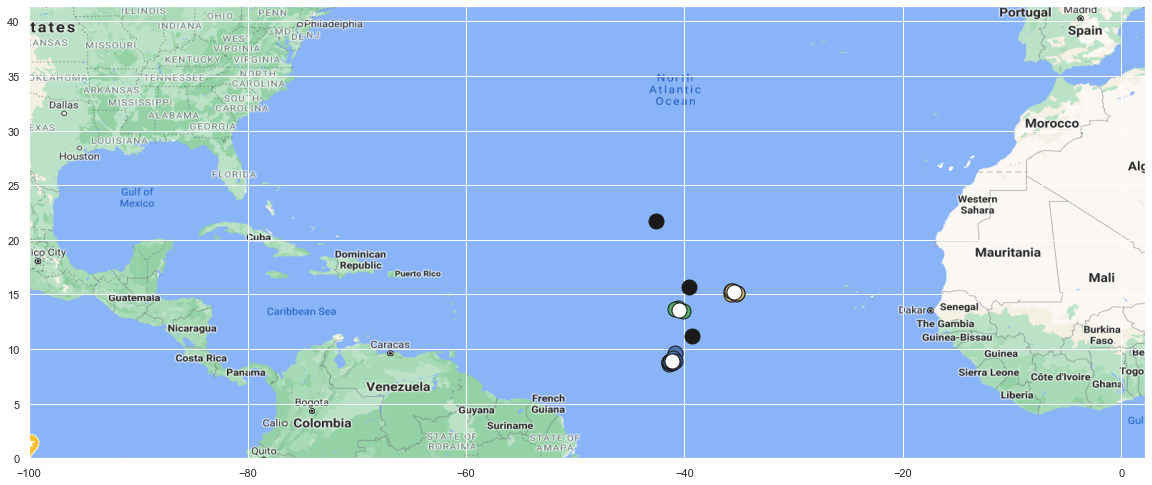 ILLINOIS
OHIO
PENN
INDIANA
Philadelphia
MD
DE
NJ
tates
KANSAS
MISSOURI
WEST
VIRGINIA
KENTUCKY
VIRGINIA
OKLAHOMA
TENNESSEE
NORTH
CAROLINA
ARKANSAS
Dallas
MISSISSIPPI
SOUTH
CAROLINA
ALABAMA
EXAS
GEORGIA
LOUISIANA
Houston
FLORIDA
Gulf of
Mexico
Cuba
ico City
Dominican
Republic
Puerto Rico
Guatemala
Caribbean Sea
Nicaragua
Costa Rica
Panama
Caracas
Venezuela
Bogota
Cali
Colombia
Guyana
French
Guiana
Suriname
STATE OF
RORAIMA
STATE OF
AMAPA
Quito
North
Atlantic
Ocean
Portugal
Madrid
Spain
Morocco
Alg
Western
Sahara
Mauritania
Mali
Dakar
Senegal
The Gambia
Guinea-Bissau
Burkina
Faso
Guinea
Be
Sierra Leone
Côte d'Ivoire
Togo
Ghana
Liberia
Gul
40
35
30
25
20
15
10
5
0
−100
−80
−60
−40
−20
0